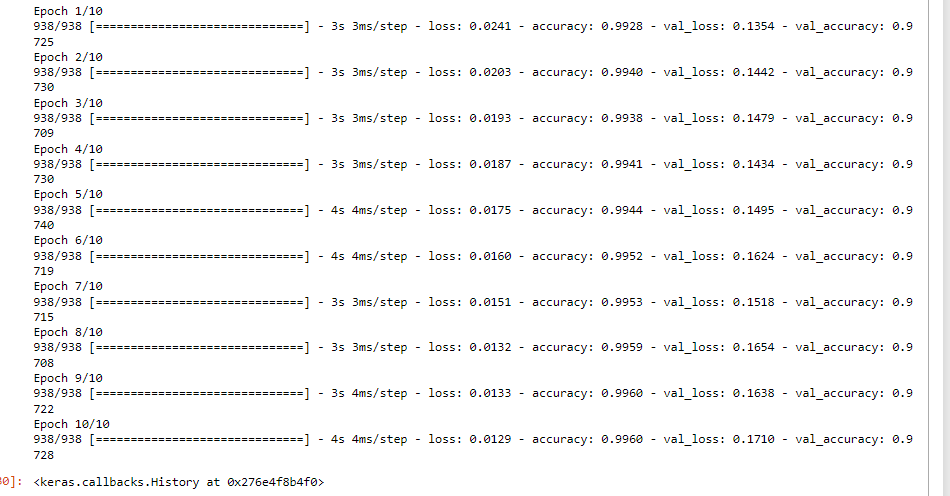 Epoch 1/10
938/938 [==============================] - 3s 3ms/step - loss: 0.0241 - accuracy: 0.9928 - val_loss: 0.1354 - val_accuracy: 0.9
725
Epoch 2/10
938/938 [==============================] - 3s 3ms/step - loss: 0.0203 - accuracy: 0.9940 - val_loss: 0.1442 - val_accuracy: 0.9
730
Epoch 3/10
938/938 [==============================] - 3s 3ms/step - loss: 0.0193 - accuracy: 0.9938 - val_loss: 0.1479 - val_accuracy: 0.9
709
Epoch 4/10
938/938 [==============================] - 3s 3ms/step - loss: 0.0187 - accuracy: 0.9941 - val_loss: 0.1434 - val_accuracy: 0.9
730
Epoch 5/10
938/938 [==============================] - 4s 4ms/step - loss: 0.0175 - accuracy: 0.9944 - val_loss: 0.1495 - val_accuracy: 0.9
740
Epoch 6/10
938/938 [==============================] - 4s 4ms/step - loss: 0.0160 - accuracy: 0.9952 - val_loss: 0.1624 - val_accuracy: 0.9
719
Epoch 7/10
938/938 [==============================] - 3s 3ms/step - loss: 0.0151 - accuracy: 0.9953 - val_loss: 0.1518 - val_accuracy: 0.9
715
Epoch 8/10
938/938 [==============================] - 3s 3ms/step - loss: 0.0132 - accuracy: 0.9959 - val_loss: 0.1654 - val_accuracy: 0.9
708
Epoch 9/10
938/938 [==============================] - 3s 4ms/step - loss: 0.0133 - accuracy: 0.9960 - val_loss: 0.1638 - val_accuracy: 0.9
722
Epoch 10/10
938/938 [==============================] - 4s 4ms/step - loss: 0.0129 - accuracy: 0.9960 - val_loss: 0.1710 - val_accuracy: 0.9
728
0]: <keras.callbacks.History at 0x276e4f8b4f0>